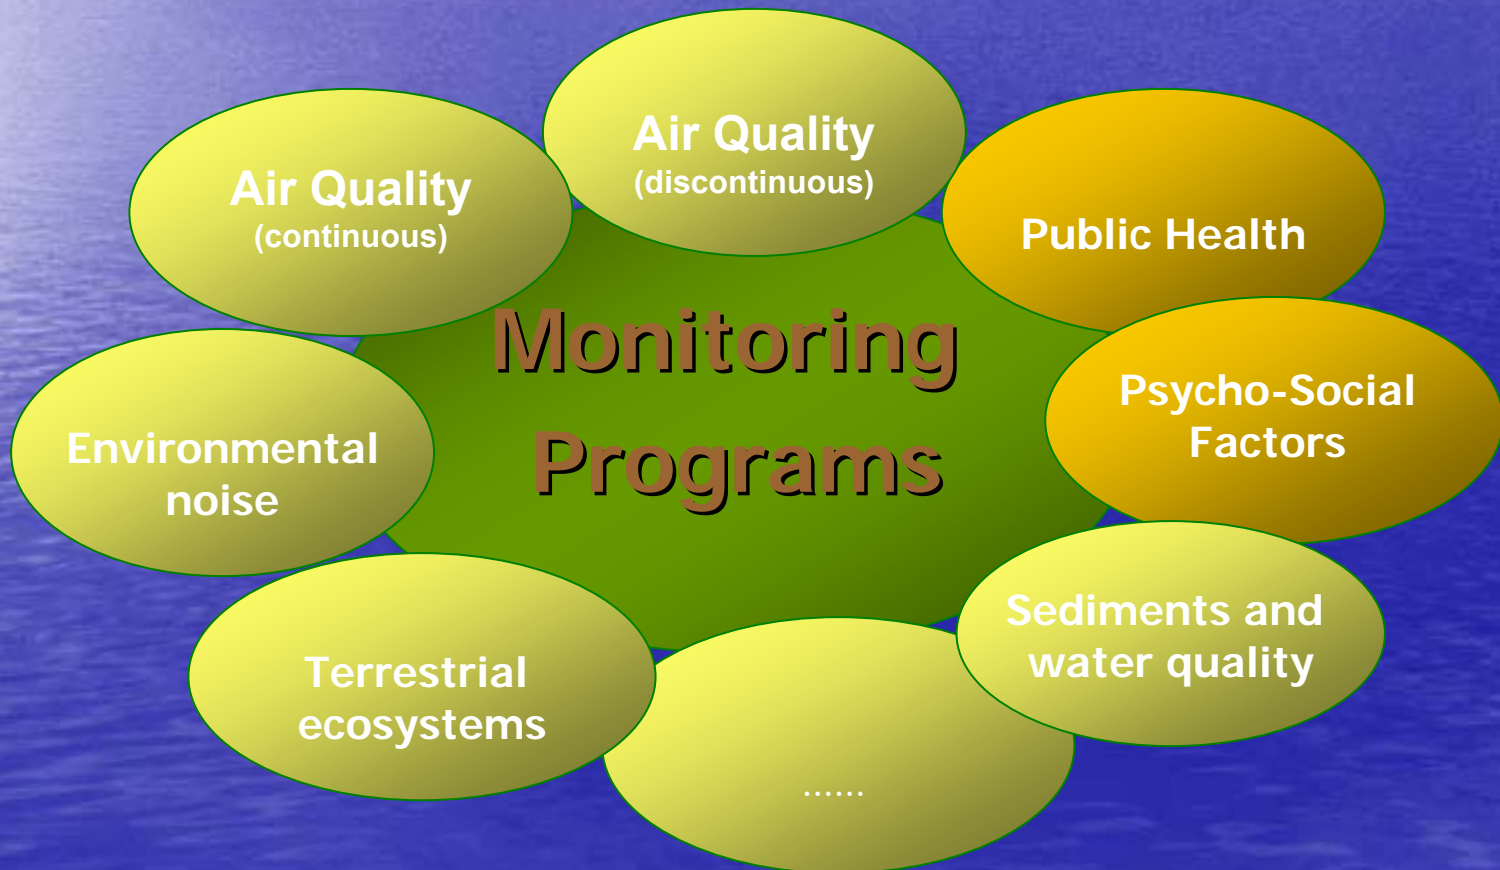 Air Quality
(discontinuous)
Air Quality
(continuous)
Public Health
Monitoring
Programs
Psycho-Social
Factors
Environmental
noise
Sediments and
water quality
Terrestrial
ecosystems
......